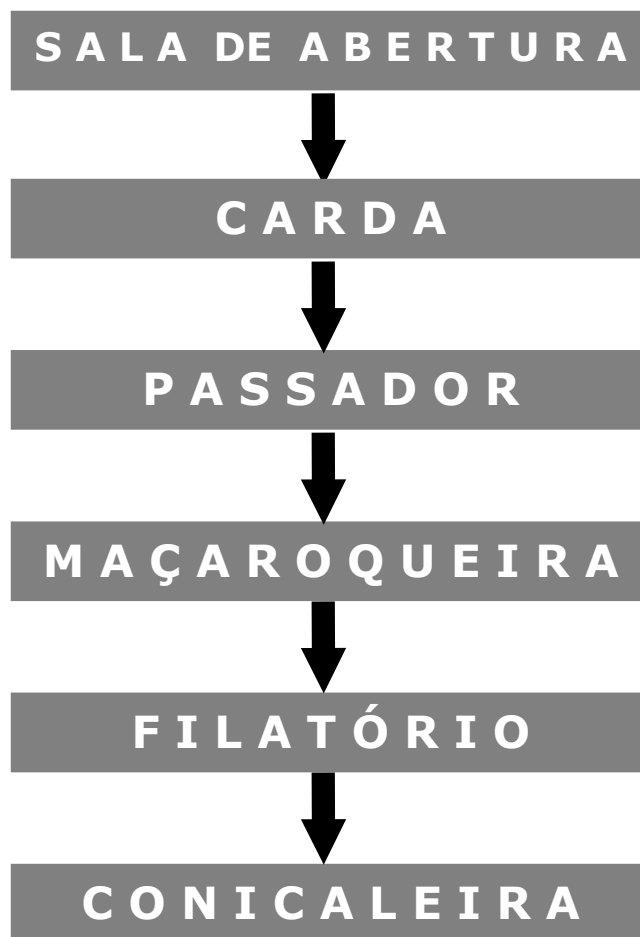 SALA DE ABERTURA
CARDA
PASSADOR
MAÇAROQUEIRA
FILATÓRIO
CONICALEIRA